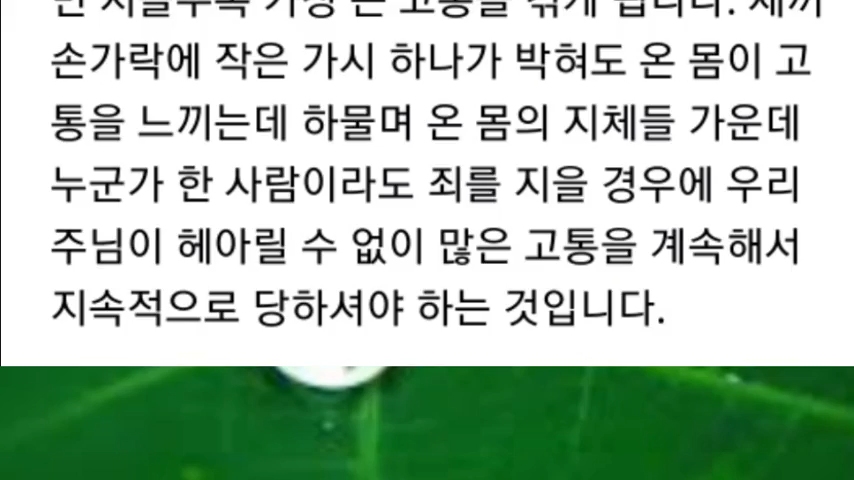 손가락에 작은 가시 하나가 박혀도 온 몸이 고
통을 느끼는데 하물며 온 몸의 지체들 가운데
누군가 한 사람이라도 죄를 지을 경우에 우리
주님이 헤아릴 수 없이 많은 고통을 계속해서
지속적으로 당하셔야 하는 것입니다.